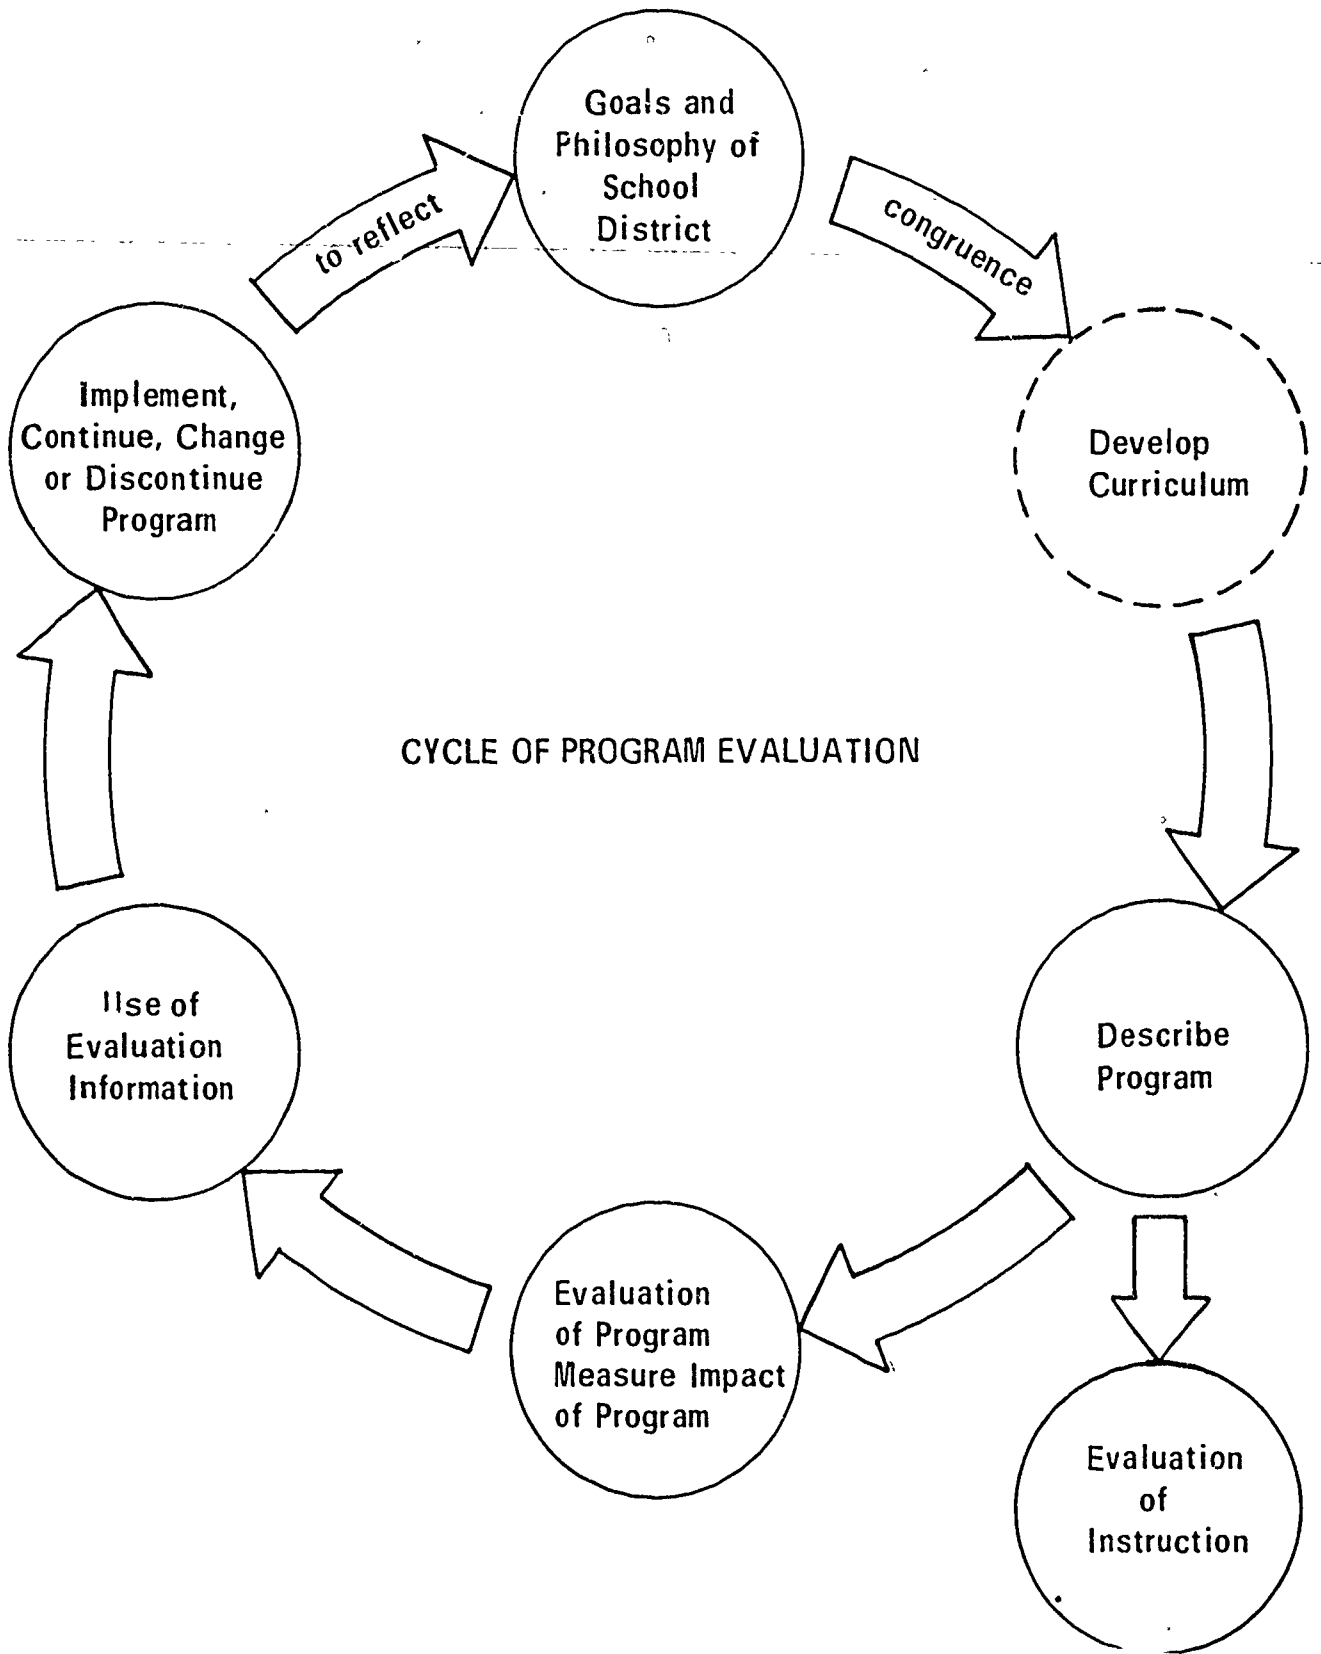 Goals and
Philosophy of
School
District
congruence
Develop
Curriculum
Describe
Program
Evaluation
of
Instruction
Evaluation
of Program
Measure Impact
of Program
Use of
Evaluation
Information
Implement,
Continue, Change
or Discontinue
Program
to reflect
CYCLE OF PROGRAM EVALUATION